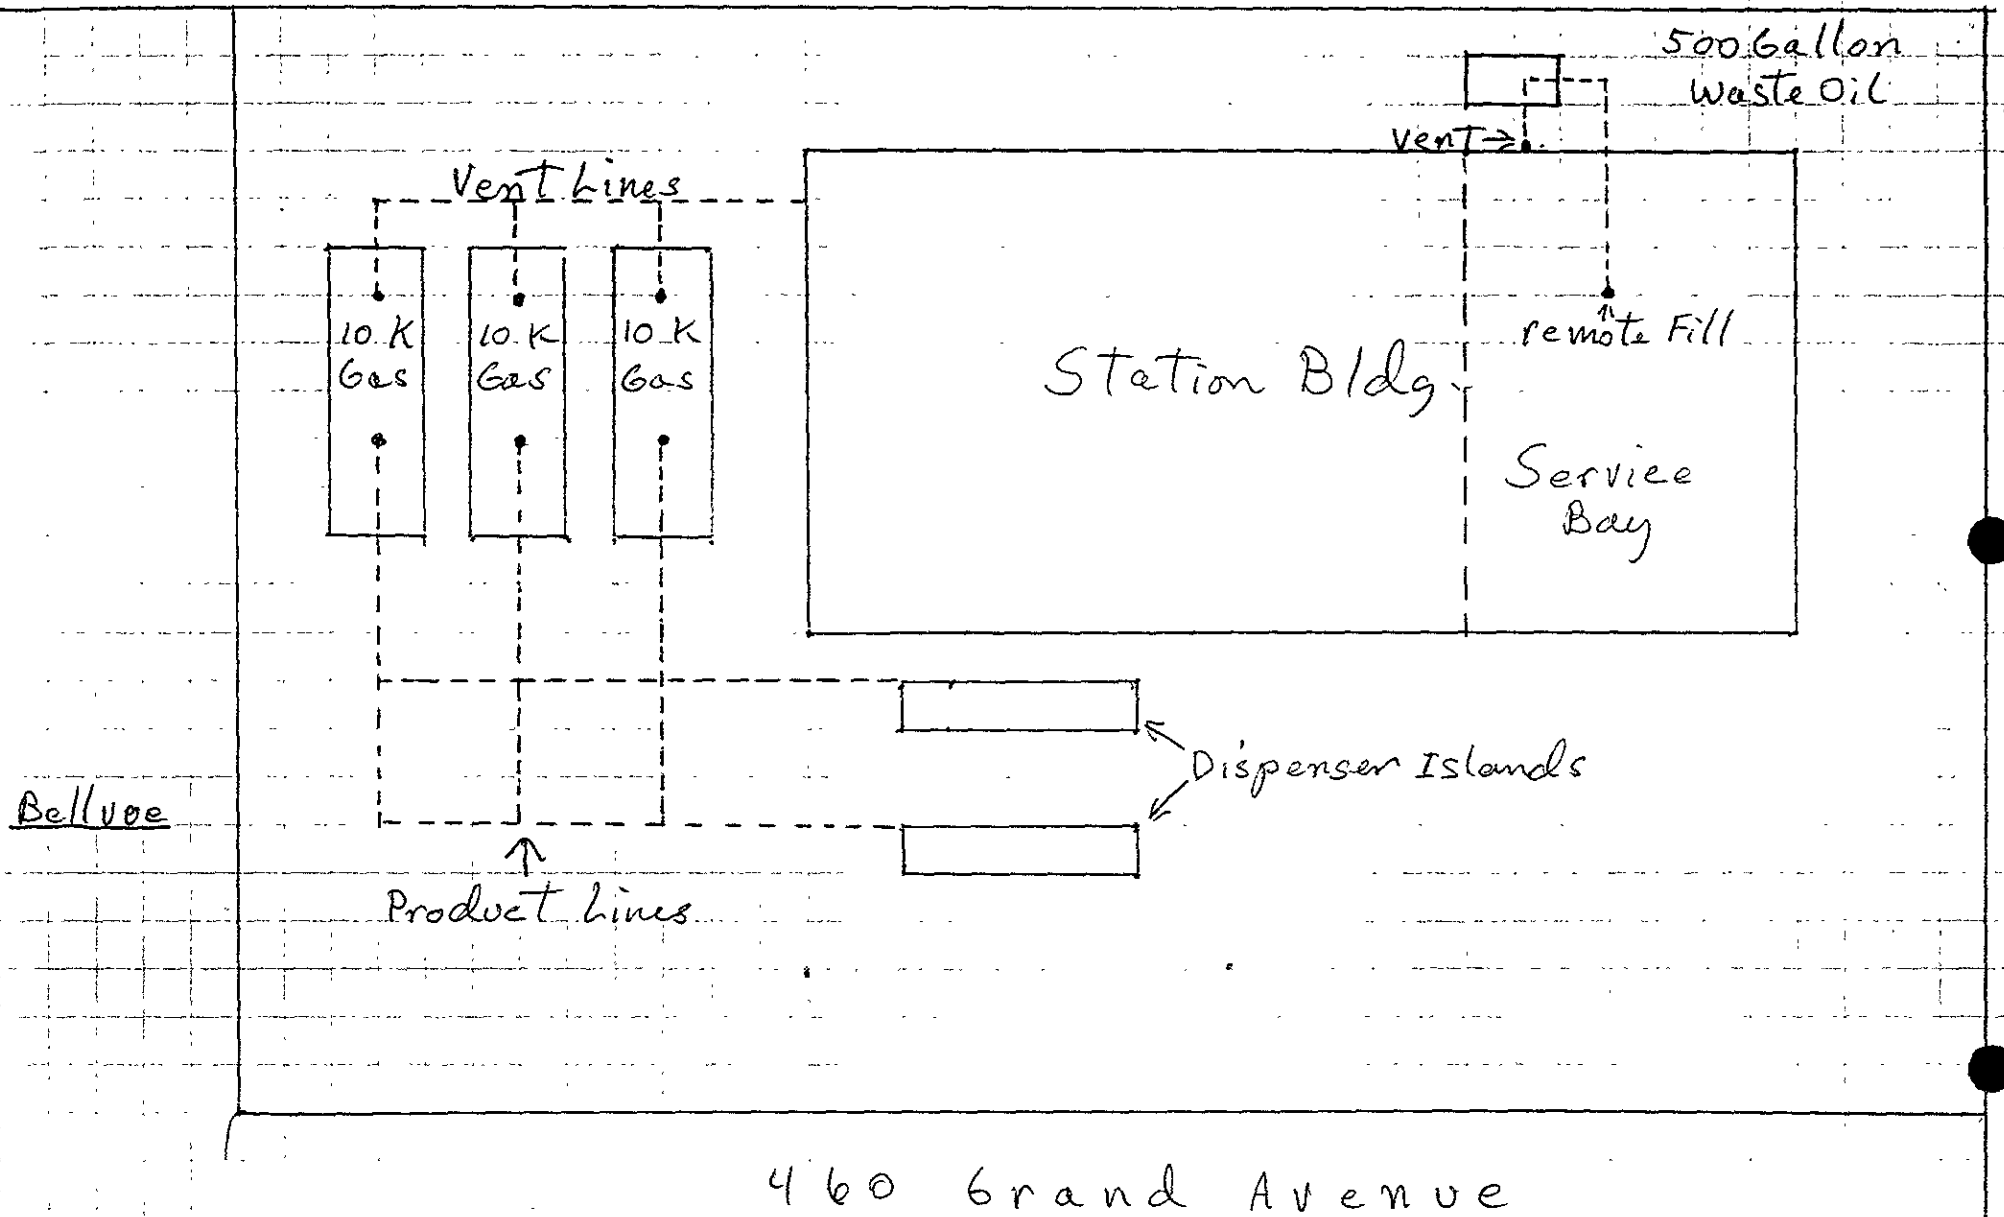 500 Gallon
Waste Oil
Vent
Vent Lines
10 K
Gas
10 K
Gas
10 K
Gas
remote Fill
Station Bldg.
Service
Bay
Dispenser Islands
Bellvue
Product Lines
460 Grand Avenue